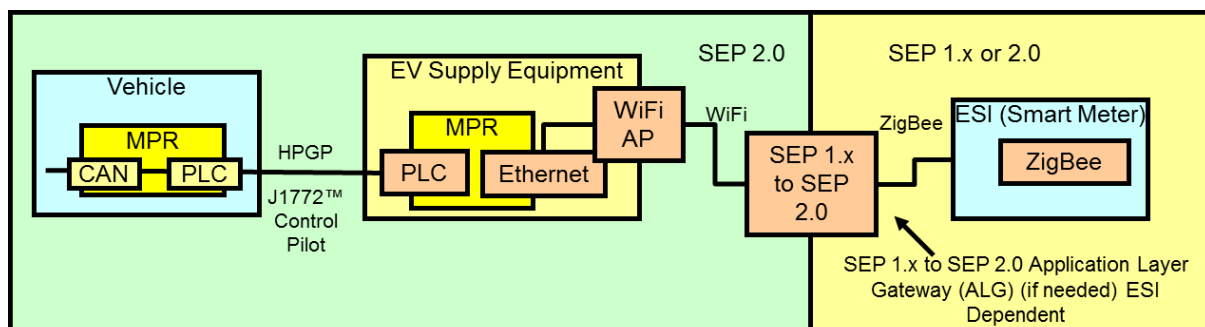 SEP 2.0
SEP 1.x or 2.0
Vehicle
MPR
CAN
PLC
HPGP
J1772™
Control
Pilot
EV Supply Equipment
MPR
PLC
Ethernet
WiFi
AP
WiFi
SEP 1.x
to SEP
2.0
ZigBee
ESI (Smart Meter)
ZigBee
SEP 1.x to SEP 2.0 Application Layer
Gateway (ALG) (if needed) ESI
Dependent